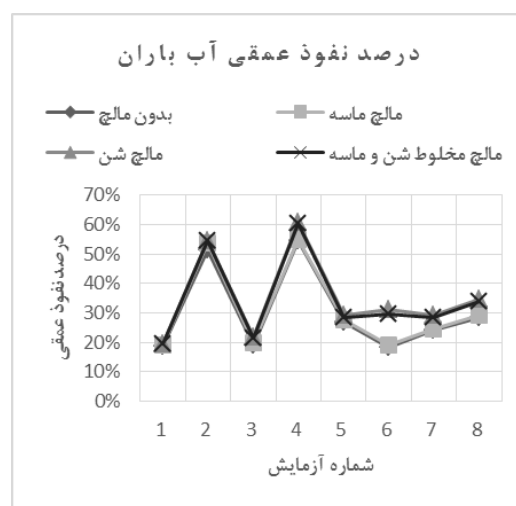 درصد نفوذ عمقی آب باران
بدون مالچ
مالچ ماسه
مالچ شن
مالچ مخلوط شن و ماسه
درصد نفوذ عمقی
70%
60%
50%
40%
30%
20%
10%
0%
1 2 3 4 5 6 7 8
شماره آزمایش